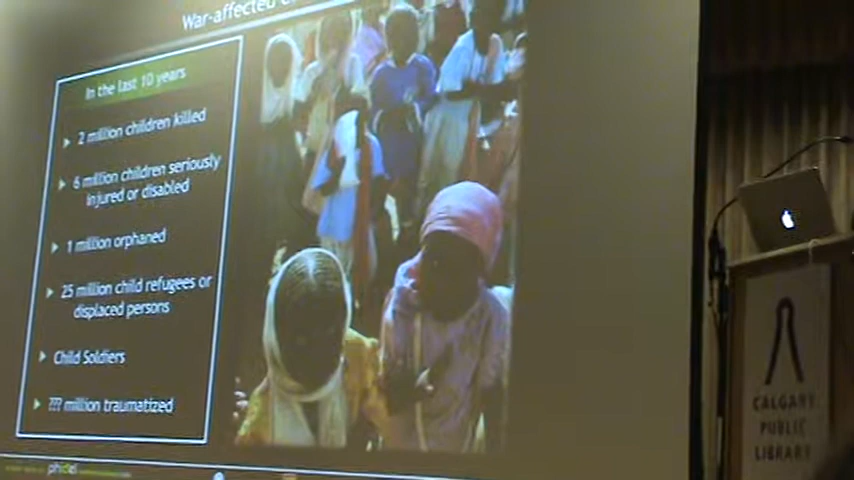 War-affected
In the last 10 years
2 million children killed
6 million children seriously
injured or disabled
1 million orphaned
25 million child refugees or
displaced persons
Child Soldiers
??? million traumatized
CALGARY
PUBLIC
LIBRARY